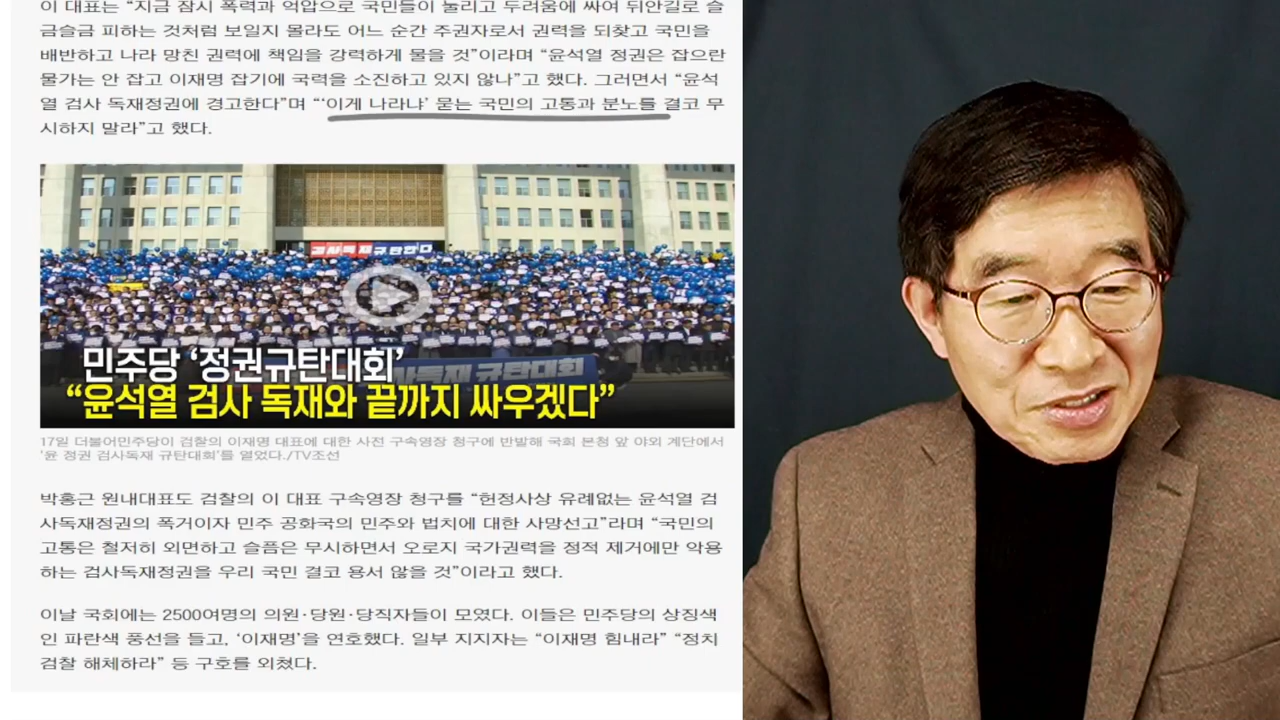 이 대표는 “지금 잠시 폭력과 억압으로 국민들이 눌리고 두려움에 싸여 뒤안길로 슬
금슬금 피하는 것처럼 보일지 몰라도 어느 순간 주권자로서 권력을 되찾고 국민을
배반하고 나라 망친 권력에 책임을 강력하게 물을 것”이라며 “윤석열 정권은 잡으란
물가는 안 잡고 이재명 잡기에 국력을 소진하고 있지 않나”고 했다. 그러면서 “윤석
열 검사 독재정권에 경고한다”며 “‘이게 나라냐’ 묻는 국민의 고통과 분노를 결코 무
시하지 말라”고 했다.
검사독재 규탄한다
검사독재 규탄대회
민주당 ‘정권규탄대회’
“윤석열 검사 독재와 끝까지 싸우겠다”
17일 더불어민주당이 검찰의 이재명 대표에 대한 사전 구속영장 청구에 반발해 국회 본청 앞 야외 계단에서
‘윤 정권 검사독재 규탄대회’를 열었다./TV조선
박홍근 원내대표도 검찰의 이 대표 구속영장 청구를 “헌정사상 유례없는 윤석열 검
사독재정권의 폭거이자 민주 공화국의 민주와 법치에 대한 사망선고”라며 “국민의
고통은 철저히 외면하고 슬픔은 무시하면서 오로지 국가권력을 정적 제거에만 악용
하는 검사독재정권을 우리 국민 결코 용서 않을 것”이라고 했다.
이날 국회에는 2500여명의 의원·당원·당직자들이 모였다. 이들은 민주당의 상징색
인 파란색 풍선을 들고, ‘이재명’을 연호했다. 일부 지지자는 “이재명 힘내라” “정치
검찰 해체하라” 등 구호를 외쳤다.